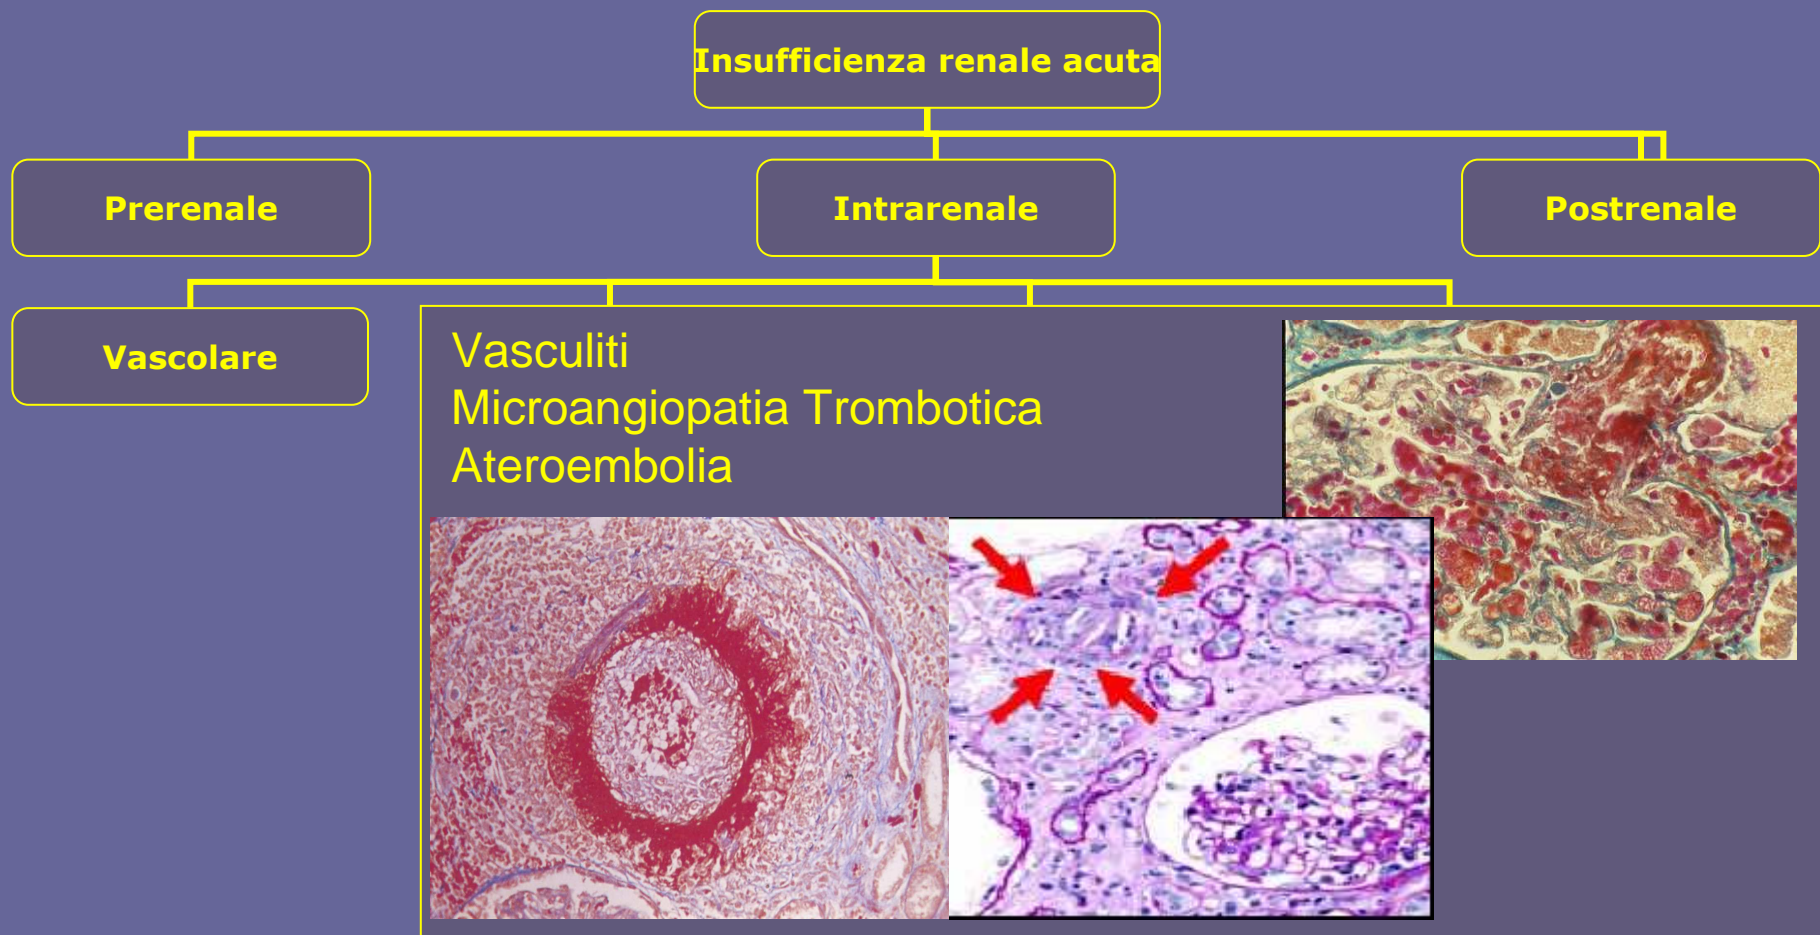 Insufficienza renale acuta
Prerenale
Intrarenale
Postrenale
Vascolare
Vasculiti
Microangiopatia Trombotica
Ateroembolia